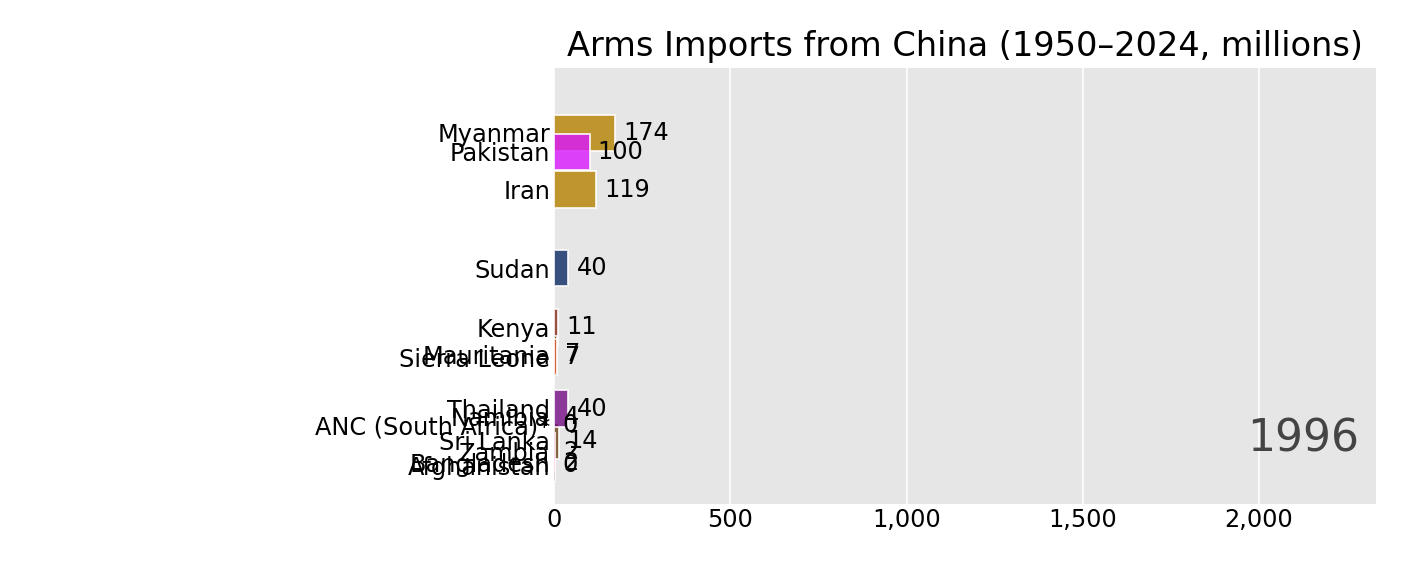 Arms Imports from China (1950–2024, millions)
Myanmar 174
Pakistan 100
Iran 119
Sudan 40
Kenya 11
Mauritania 7
Sierra Leone 7
Thailand 40
Namibia 4
ANC (South Africa)* 0
Sri Lanka 14
Zambia
Bangladesh
Afghanistan
1996
0 500 1,000 1,500 2,000